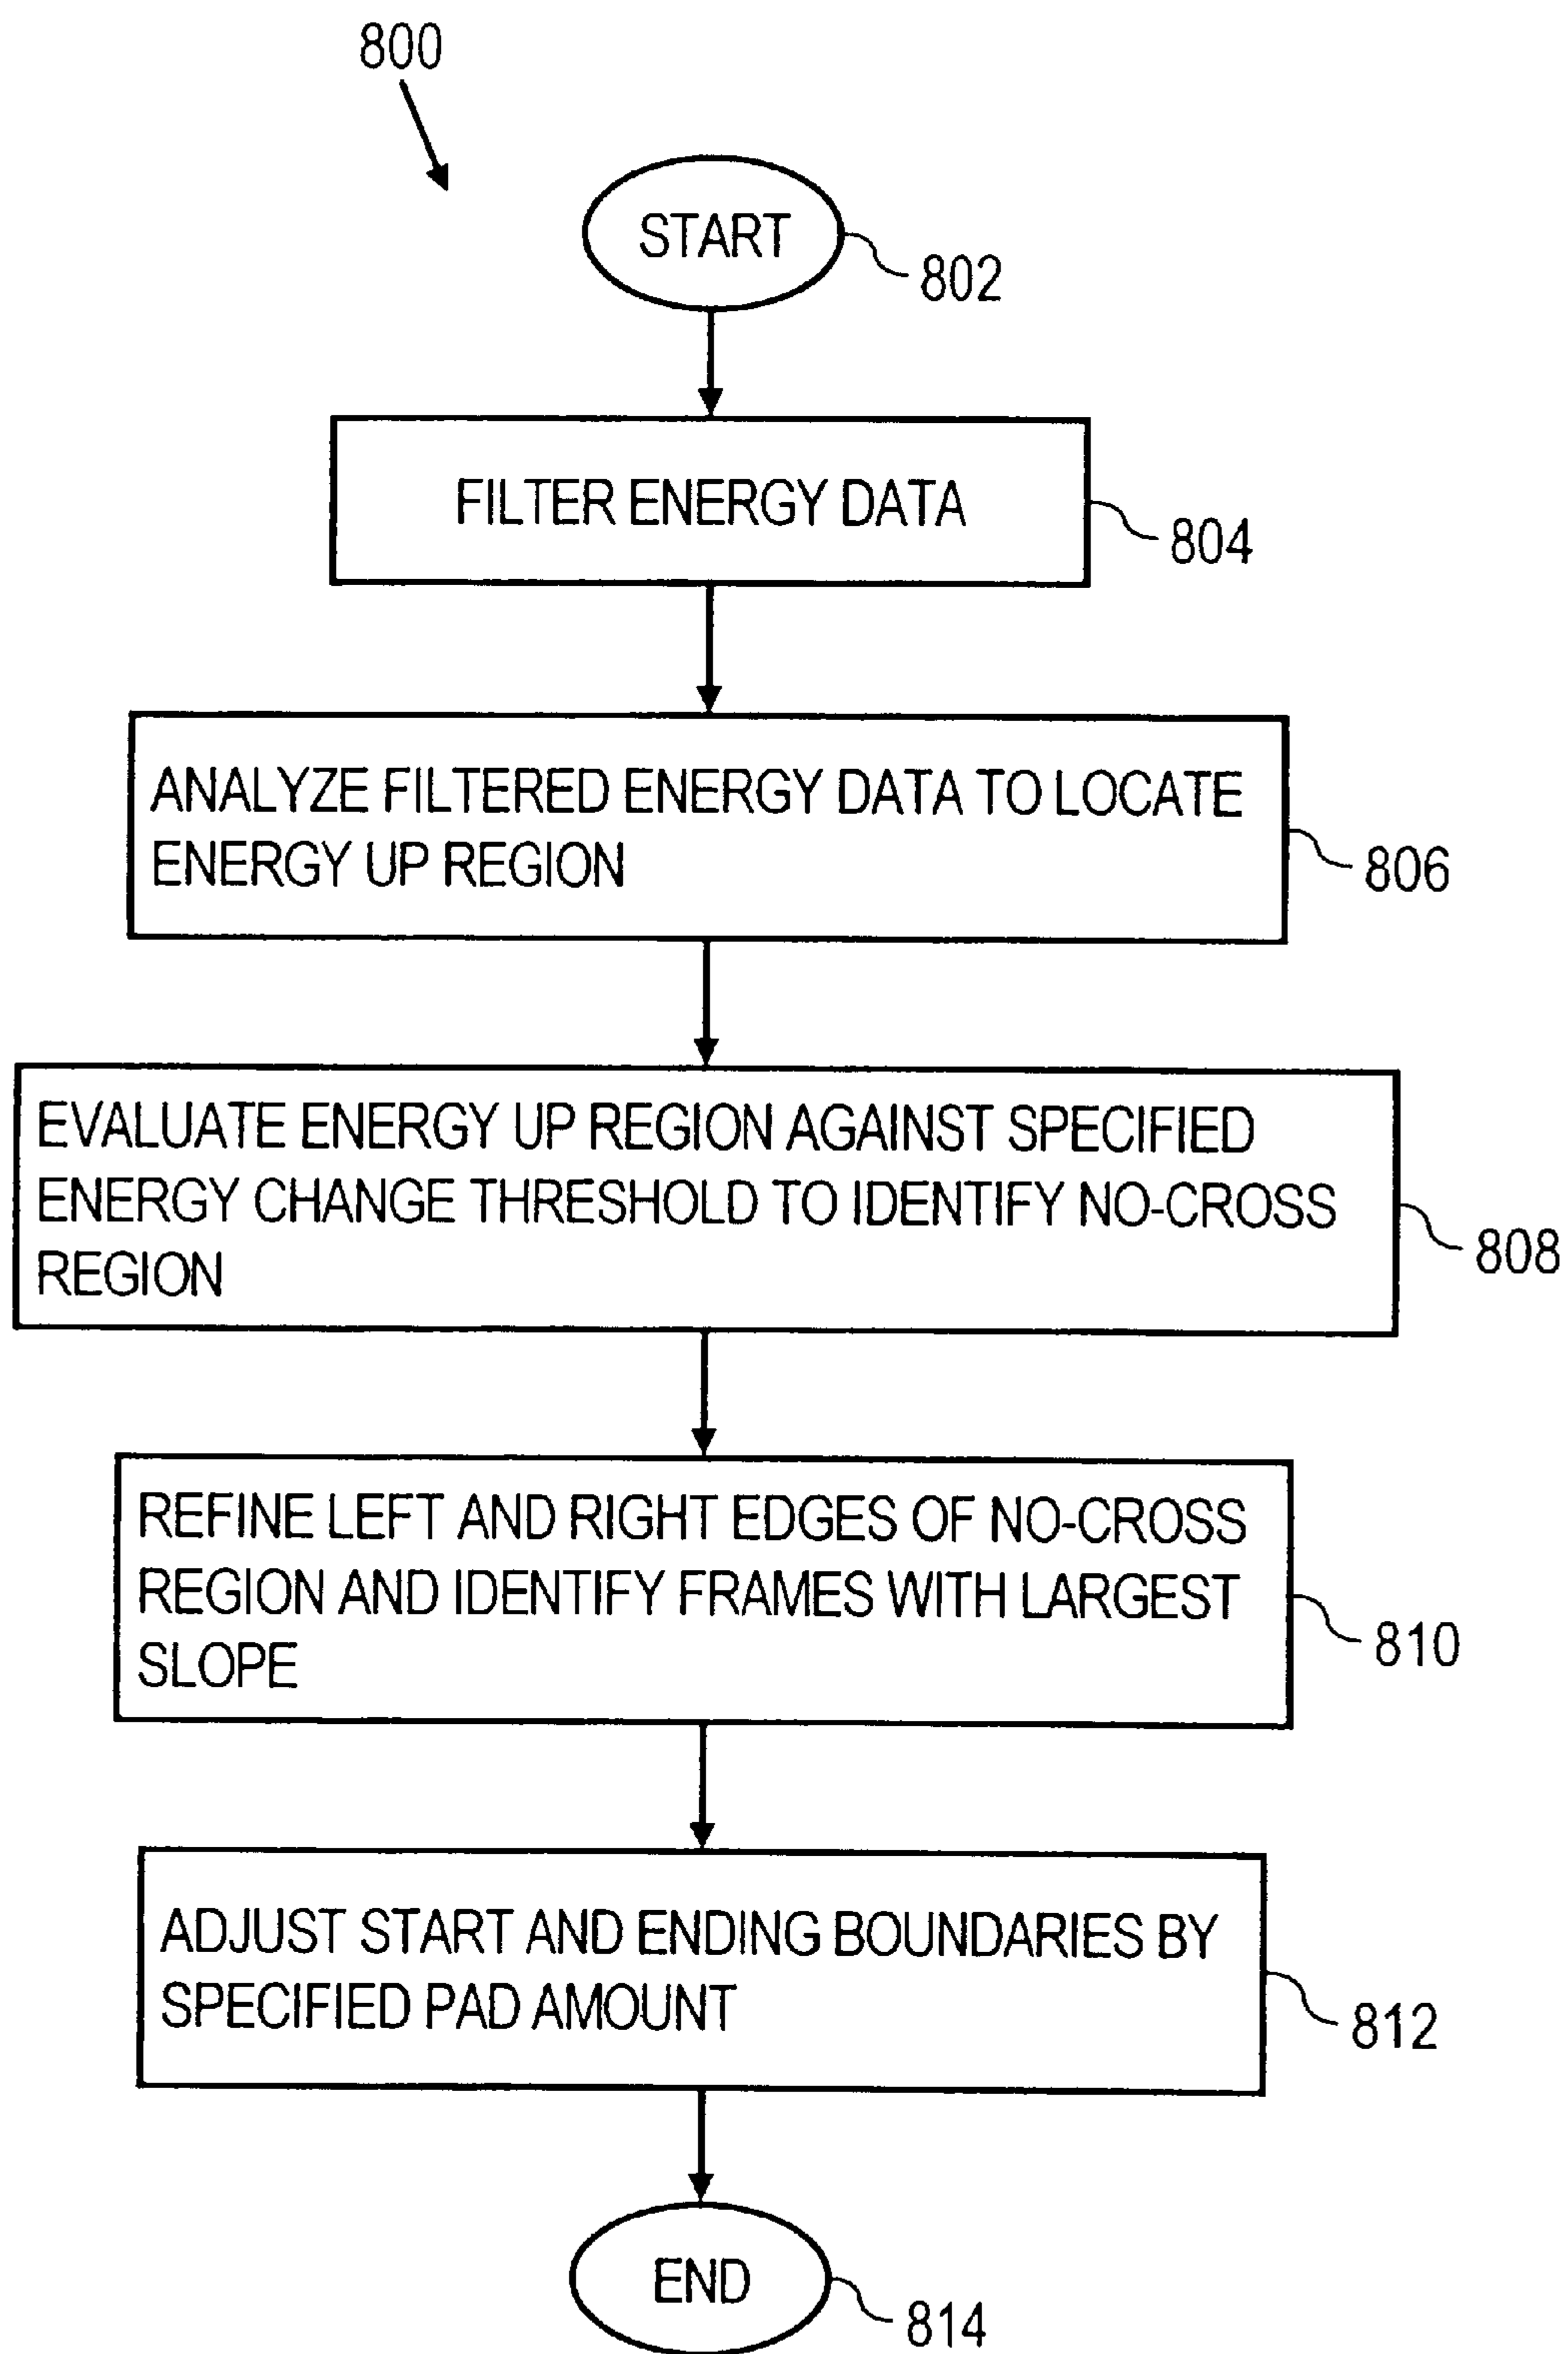 800
START
802
FILTER ENERGY DATA
804
ANALYZE FILTERED ENERGY DATA TO LOCATE
ENERGY UP REGION
806
EVALUATE ENERGY UP REGION AGAINST SPECIFIED
ENERGY CHANGE THRESHOLD TO IDENTIFY NO-CROSS
REGION
808
REFINE LEFT AND RIGHT EDGES OF NO-CROSS
REGION AND IDENTIFY FRAMES WITH LARGEST
SLOPE
810
ADJUST START AND ENDING BOUNDARIES BY
SPECIFIED PAD AMOUNT
812
END
814